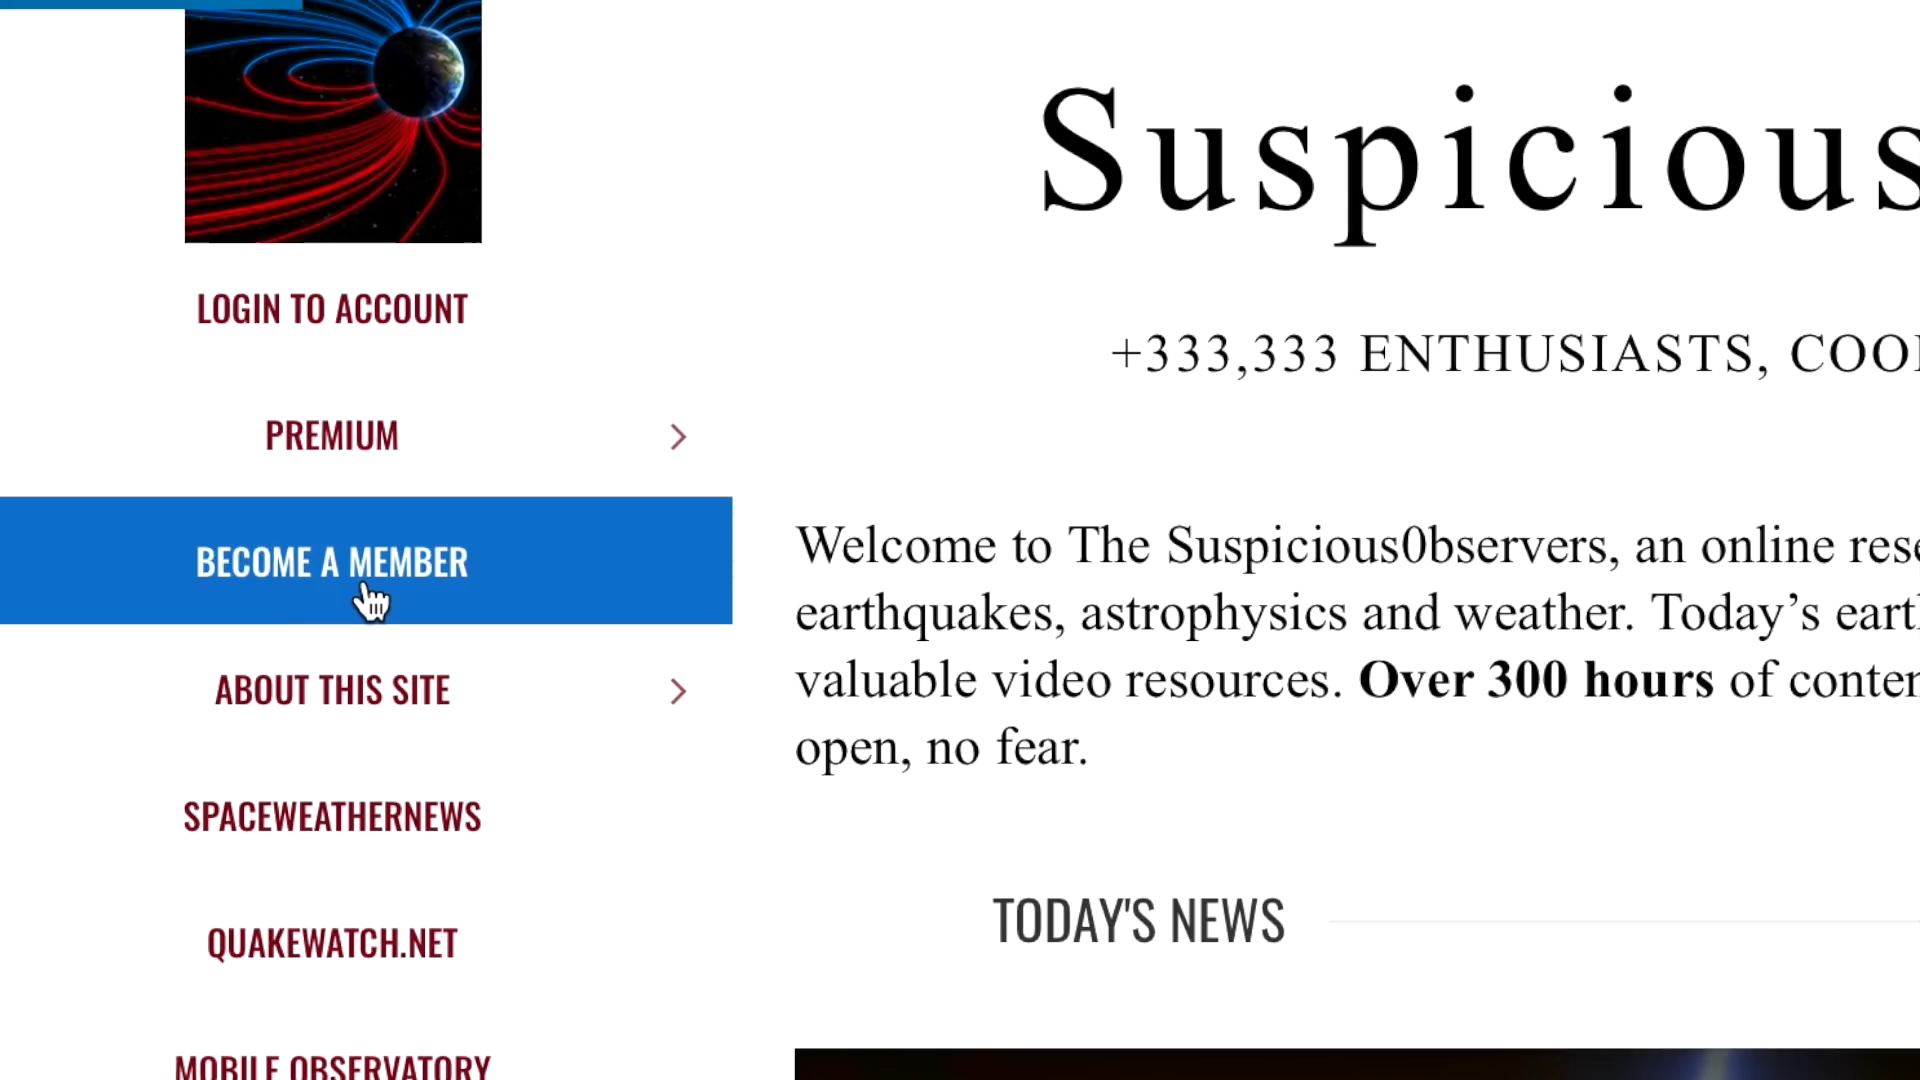 LOGIN TO ACCOUNT
PREMIUM
BECOME A MEMBER
ABOUT THIS SITE
SPACEWEATHERNEWS
QUAKEWATCH.NET
MOBILE OBSERVATORY
Suspicious
+333,333 ENTHUSIASTS,
Welcome to The Suspicious0bservers, an online
earthquakes, astrophysics and weather. Today’s
valuable video resources. Over 300 hours of
open, no fear.
TODAY'S NEWS